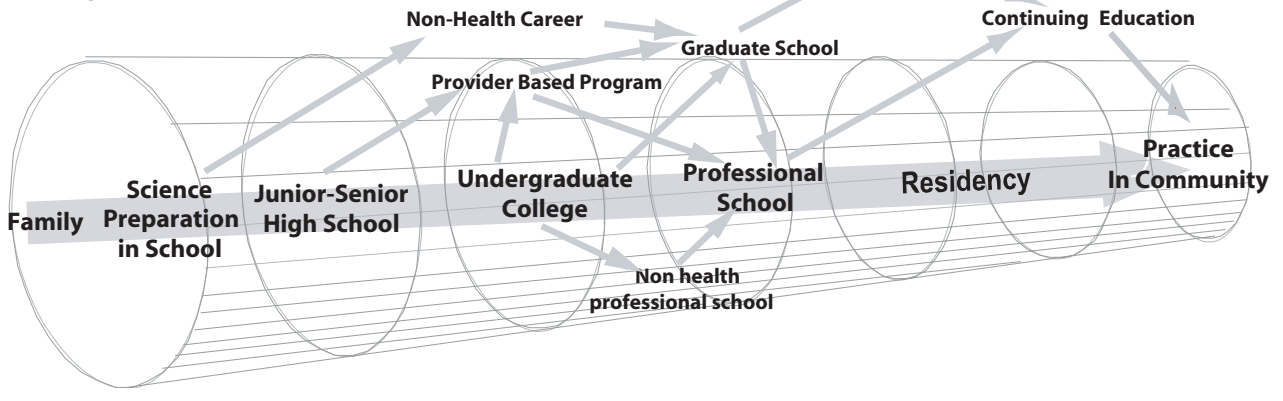 Non-Health Career
Continuing Education
Graduate School
Provider Based Program
Family
Science
Preparation
in School
Junior-Senior
High School
Undergraduate
College
Professional
School
Residency
Practice
In Community
Non health
professional school